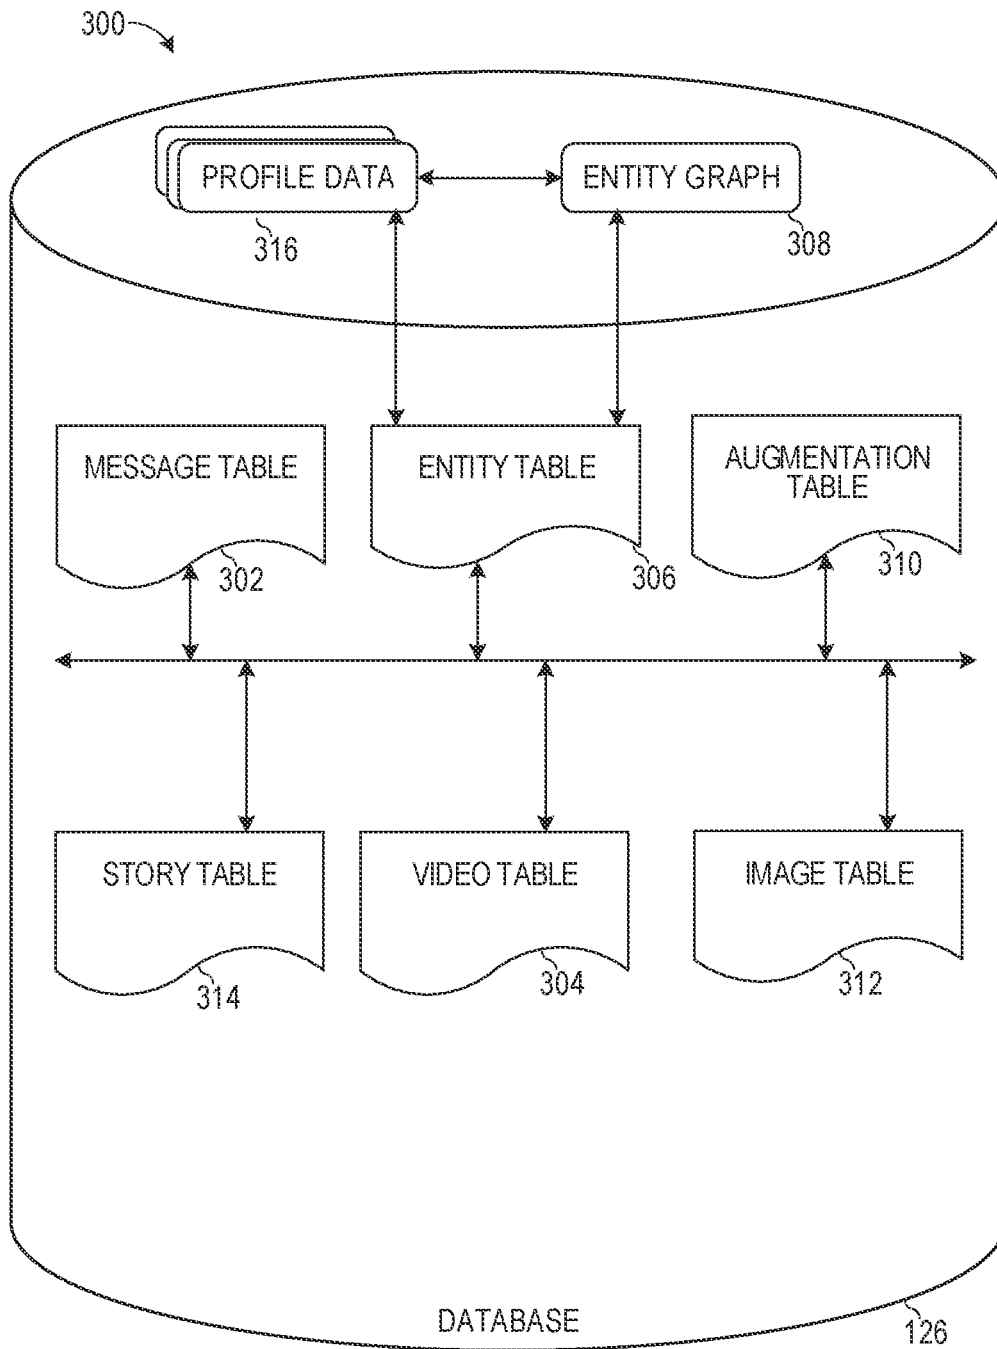 300
PROFILE DATA
ENTITY GRAPH
316
308
MESSAGE TABLE
ENTITY TABLE
AUGMENTATION
TABLE
302
306
310
STORY TABLE
VIDEO TABLE
IMAGE TABLE
314
304
312
DATABASE
126